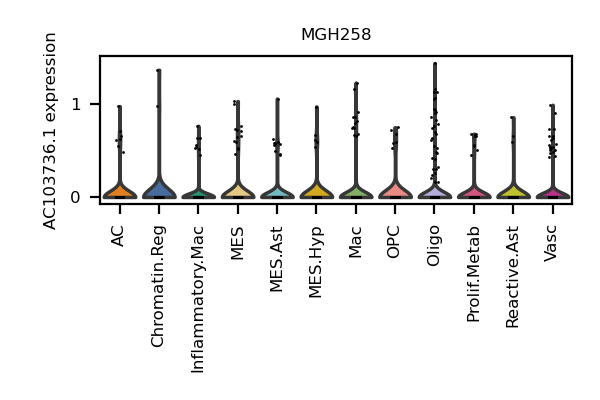 MGH258
AC103736.1 expression
1
0
AC
Chromatin.Reg
Inflammatory.Mac
MES
MES.Ast
MES.Hyp
Mac
OPC
Oligo
Prolif.Metab
Reactive.Ast
Vasc